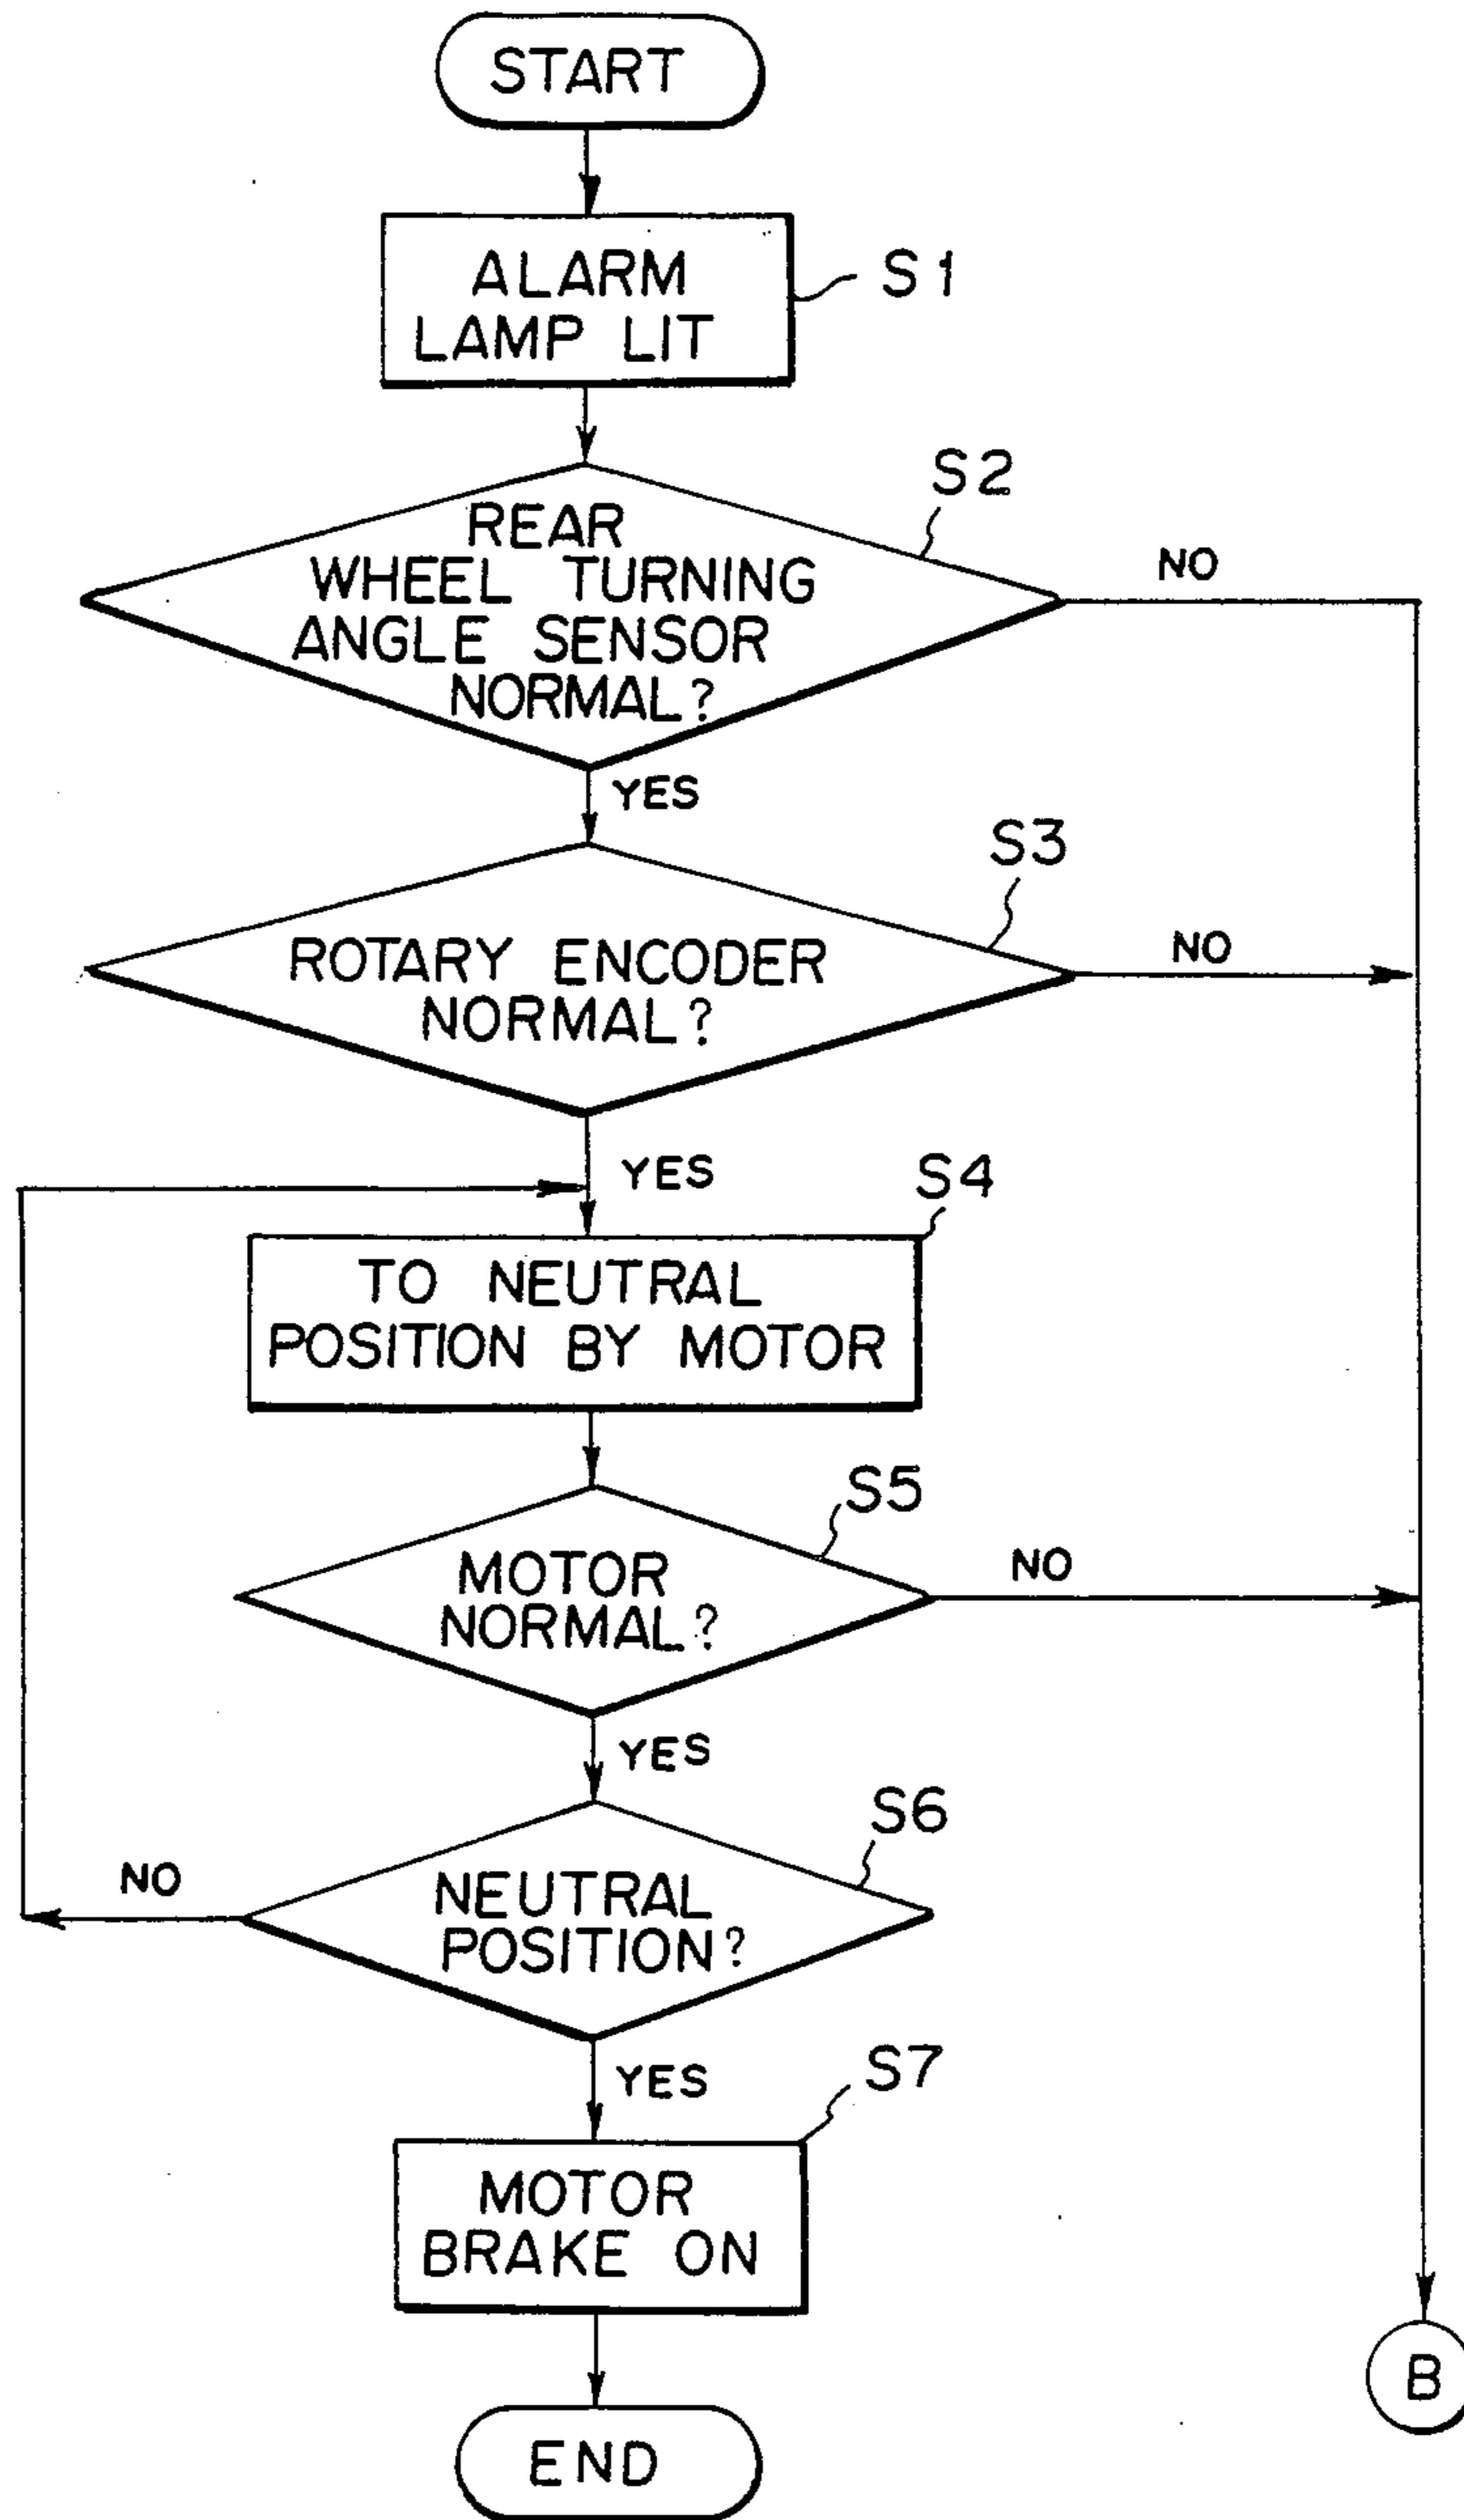 START
ALARM
LAMP LIT
S1
S2
REAR
WHEEL TURNING
ANGLE SENSOR
NORMAL?
NO
YES
S3
ROTARY ENCODER
NORMAL?
NO
YES
S4
TO NEUTRAL
POSITION BY MOTOR
S5
MOTOR
NORMAL?
NO
YES
S6
NEUTRAL
POSITION?
NO
YES
S7
MOTOR
BRAKE ON
B
END